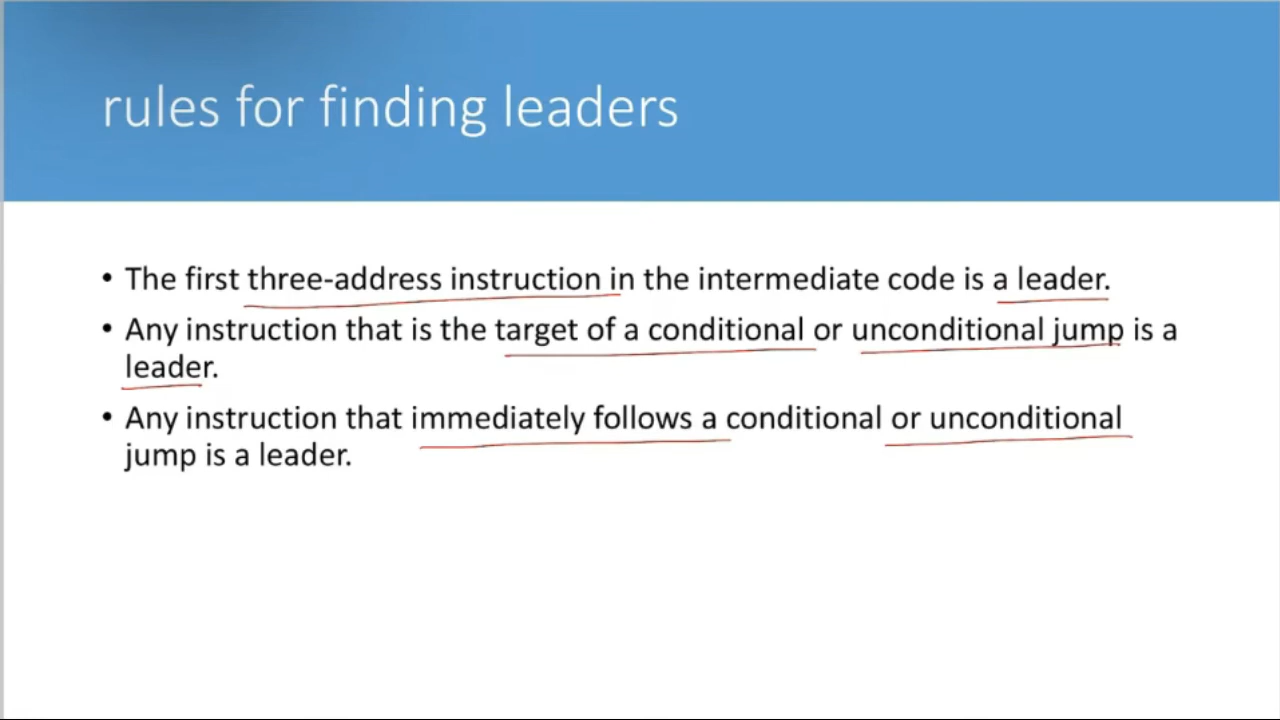 rules for finding leaders
• The first three-address instruction in the intermediate code is a leader.
• Any instruction that is the target of a conditional or unconditional jump is a
leader.
• Any instruction that immediately follows a conditional or unconditional
jump is a leader.